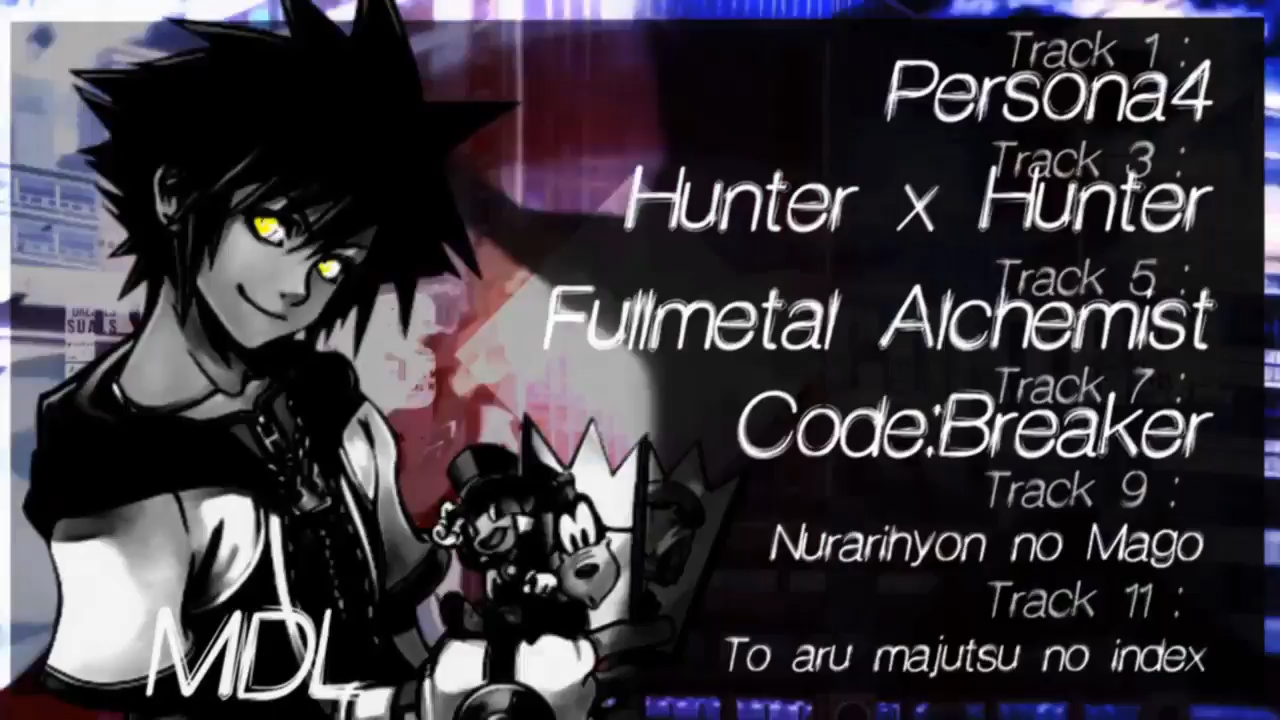 Track 1 :
Persona4
Track 3 :
Hunter x Hunter
Track 5 :
Fullmetal Alchemist
Track 7 :
Code:Breaker
Track 9 :
Nurarihyon no Mago
Track 11 :
To aru majutsu no index
SUALS
MDL